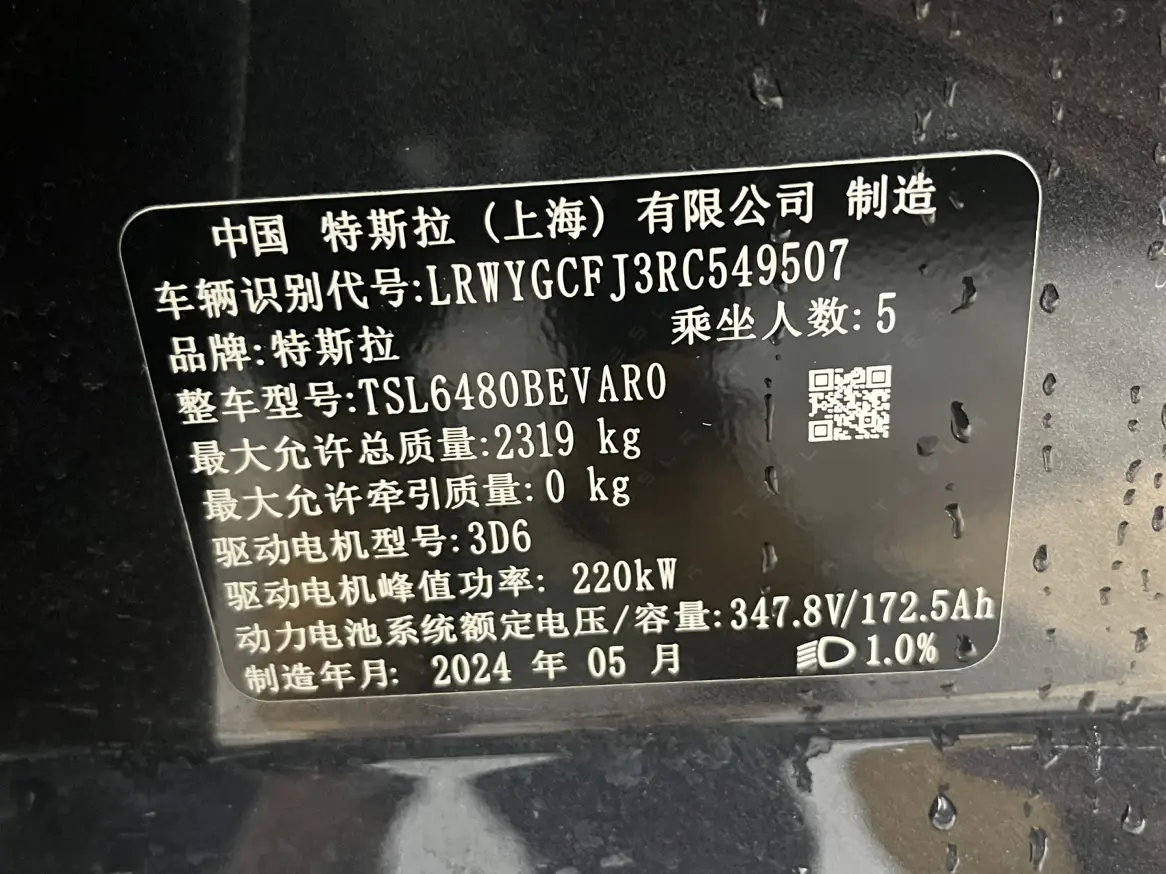 中国 特斯拉（上海）有限公司 制造
车辆识别代号:LRWYGCFJ3RC549507
品牌:特斯拉 乘坐人数: 5
整车型号:TSL6480BEVAR0
最大允许总质量:2319 kg
最大允许牵引质量: 0 kg
驱动电机型号:3D6
驱动电机峰值功率: 220kW
动力电池系统额定电压/容量:347.8V/172.5Ah
制造年月: 2024 年 05 月 1.0%